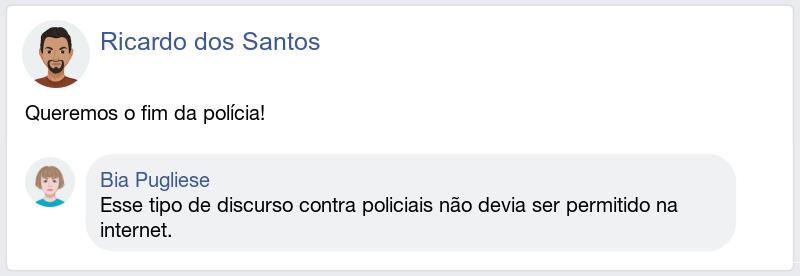 Ricardo dos Santos
Queremos o fim da polícia!
Bia Pugliese
Esse tipo de discurso contra policiais não devia ser permitido na
internet.